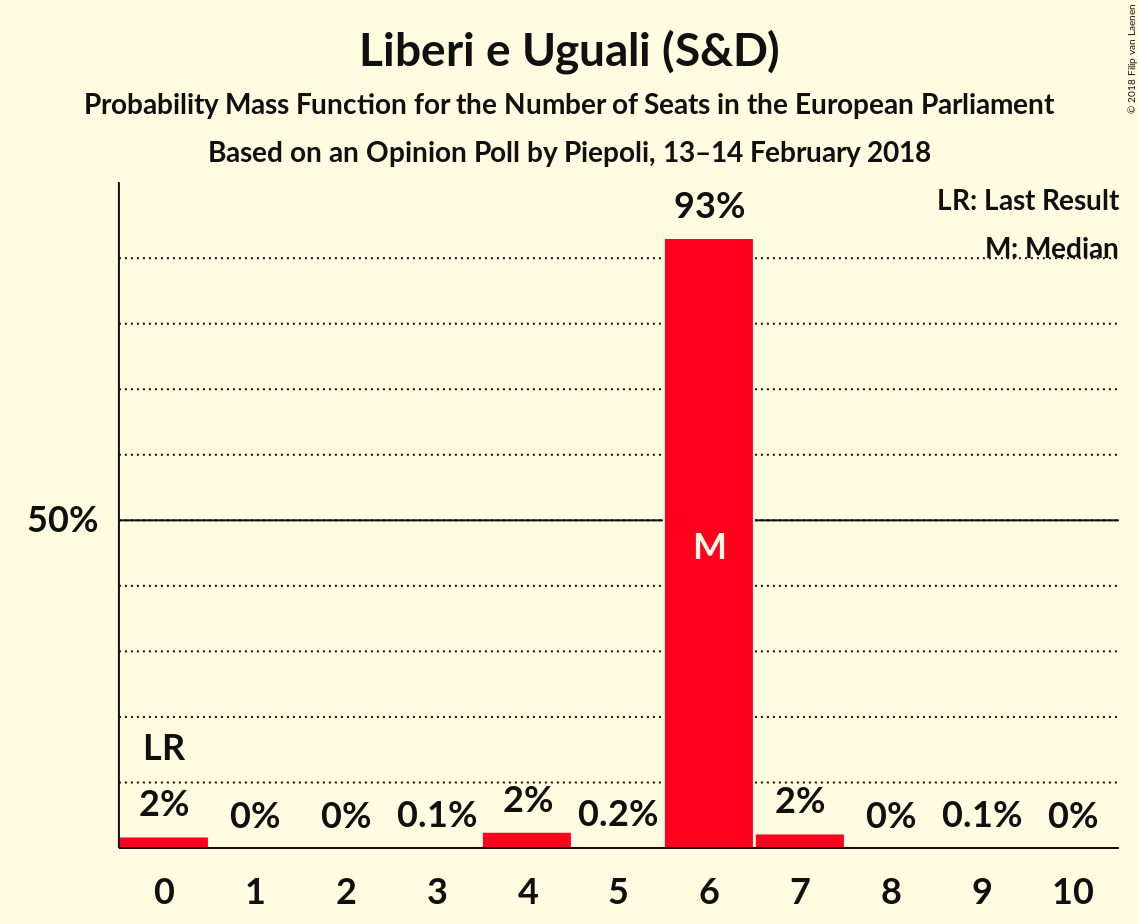 Liberi e Uguali (S&D)
Probability Mass Function for the Number of Seats in the European Parliament
Based on an Opinion Poll by Piepoli, 13–14 February 2018
© 2018 Filip van Laenen
LR: Last Result
M: Median
93%
50%
M
LR
2% 0% 0% 0.1% 2% 0.2% 2% 0% 0.1% 0%
0 1 2 3 4 5 6 7 8 9 10